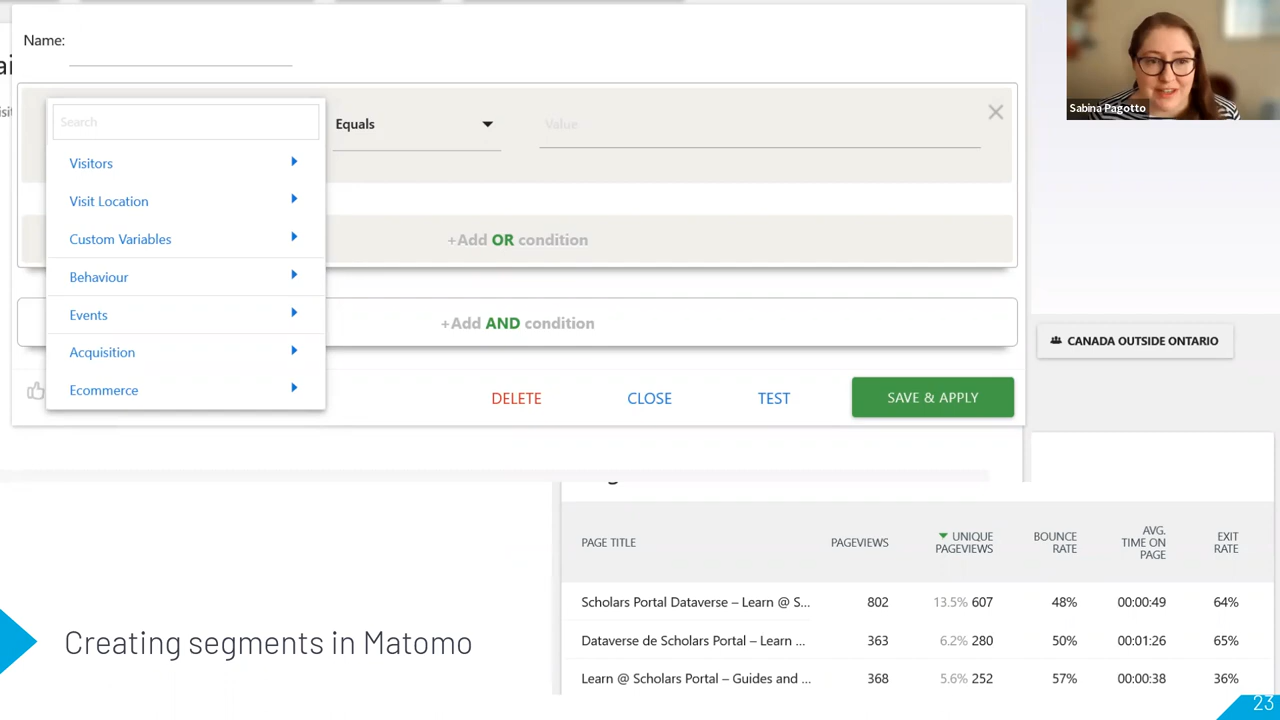 Name:
Search
Equals
Value
Visitors
Visit Location
Custom Variables
Behaviour
Events
Acquisition
Ecommerce
+Add OR condition
+Add AND condition
DELETE
CLOSE
TEST
SAVE & APPLY
Sabina Pagotto
CANADA OUTSIDE ONTARIO
PAGE TITLE
PAGEVIEWS
UNIQUE
PAGEVIEWS
BOUNCE
RATE
AVG.
TIME ON
PAGE
EXIT
RATE
Scholars Portal Dataverse – Learn @ S... 802 13.5% 607 48% 00:00:49 64%
Dataverse de Scholars Portal – Learn ... 363 6.2% 280 50% 00:01:26 65%
Learn @ Scholars Portal – Guides and ... 368 5.6% 252 57% 00:00:38 36%
Creating segments in Matomo
23